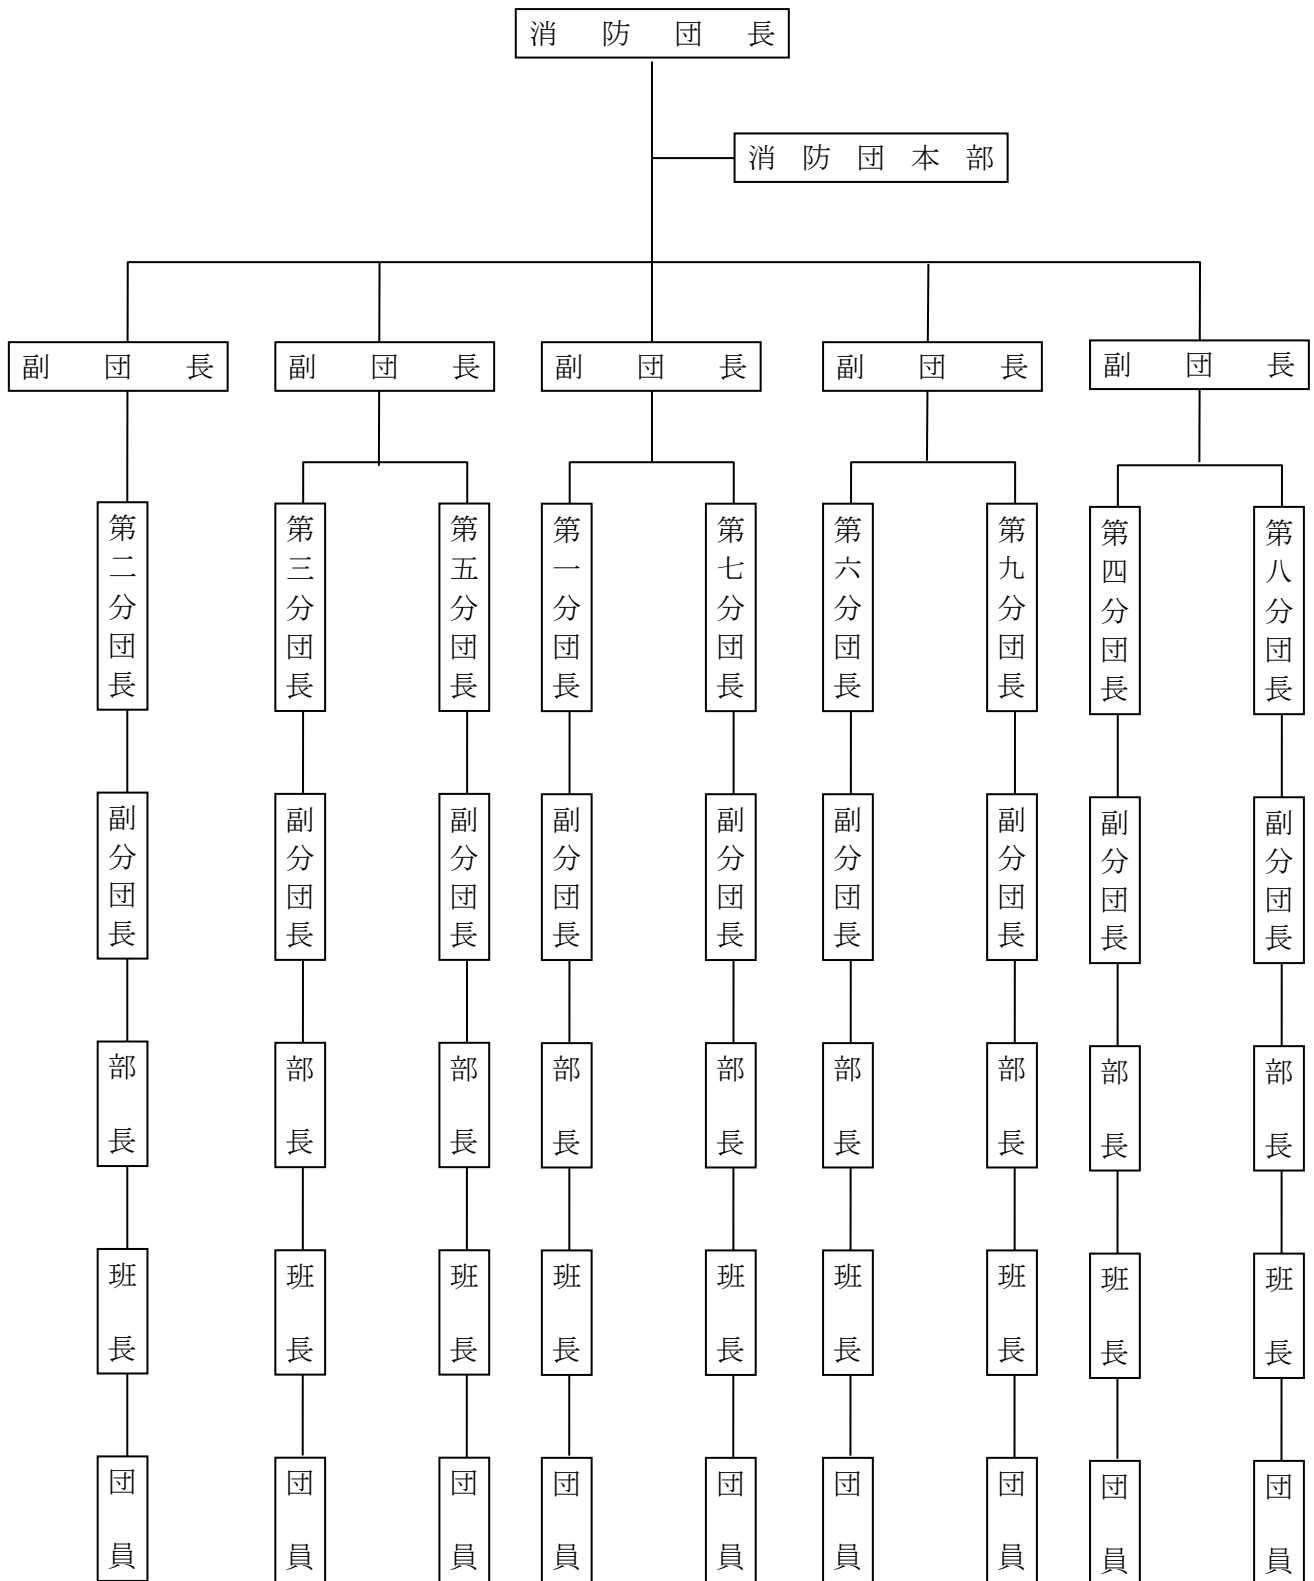 消防団長
消防団本部
副団長 副団長 副団長 副団長 副団長
第二分団長 第三分団長 第五分団長 第一分団長 第七分団長 第六分団長 第九分団長 第四分団長 第八分団長
副分団長 副分団長 副分団長 副分団長 副分団長 副分団長 副分団長 副分団長 副分団長
部長 部長 部長 部長 部長 部長 部長 部長 部長
班長 班長 班長 班長 班長 班長 班長 班長 班長
団員 団員 団員 団員 団員 団員 団員 団員 団員